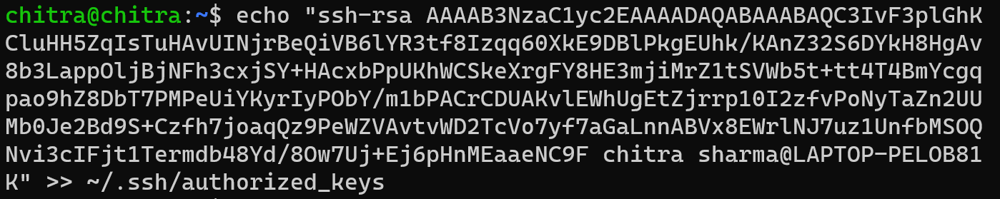 chitra@chitra:~$ echo "ssh-rsa AAAAB3NzaC1yc2EAAAADAQABAAABAQC3IvF3plGhK
CluHH5ZqIsTuHAvUINjrBeQiVB6lYR3tf8Izqq60XkE9DBlPkgEUhk/KAnZ32S6DYkH8HgAv
8b3LappOljBjNFh3cxjSY+HAcxbPpUKhWCSkeXrgFY8HE3mjiMrZ1tSVWb5t+tt4T4BmYcgq
pao9hZ8DbT7PMPeUiYKyrIyPObY/m1bPACrCDUAKvlEWhUgEtZjrrp10I2zfvPoNyTaZn2UU
Mb0Je2Bd9S+Czfh7joaqQz9PeWZVAvtvWD2TcVo7yf7aGaLnnABVx8EWrlNJ7uz1UnfbMSOQ
Nvi3cIFjt1Termdb48Yd/8Ow7Uj+Ej6pHnMEaaeNC9F chitra sharma@LAPTOP-PELOB81
K" >> ~/.ssh/authorized_keys